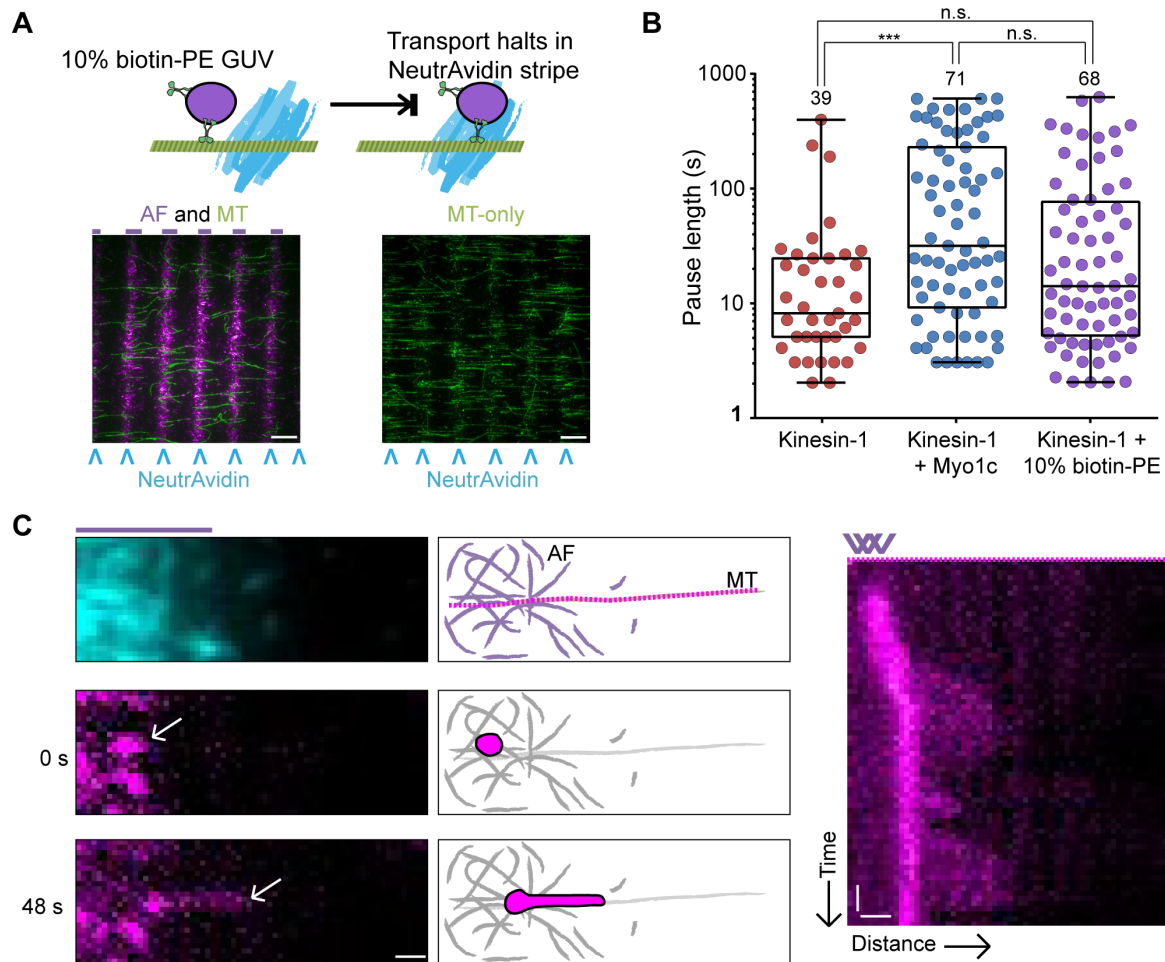 A
10% biotin-PE GUV
Transport halts in
NeutrAvidin stripe
AF and MT
MT-only
NeutrAvidin
NeutrAvidin
B
n.s.
***
n.s.
39
71
68
1000
100
10
1
Pause length (s)
Kinesin-1
Kinesin-1
+ Myo1c
Kinesin-1 +
10% biotin-PE
C
AF
MT
0 s
48 s
Time
Distance